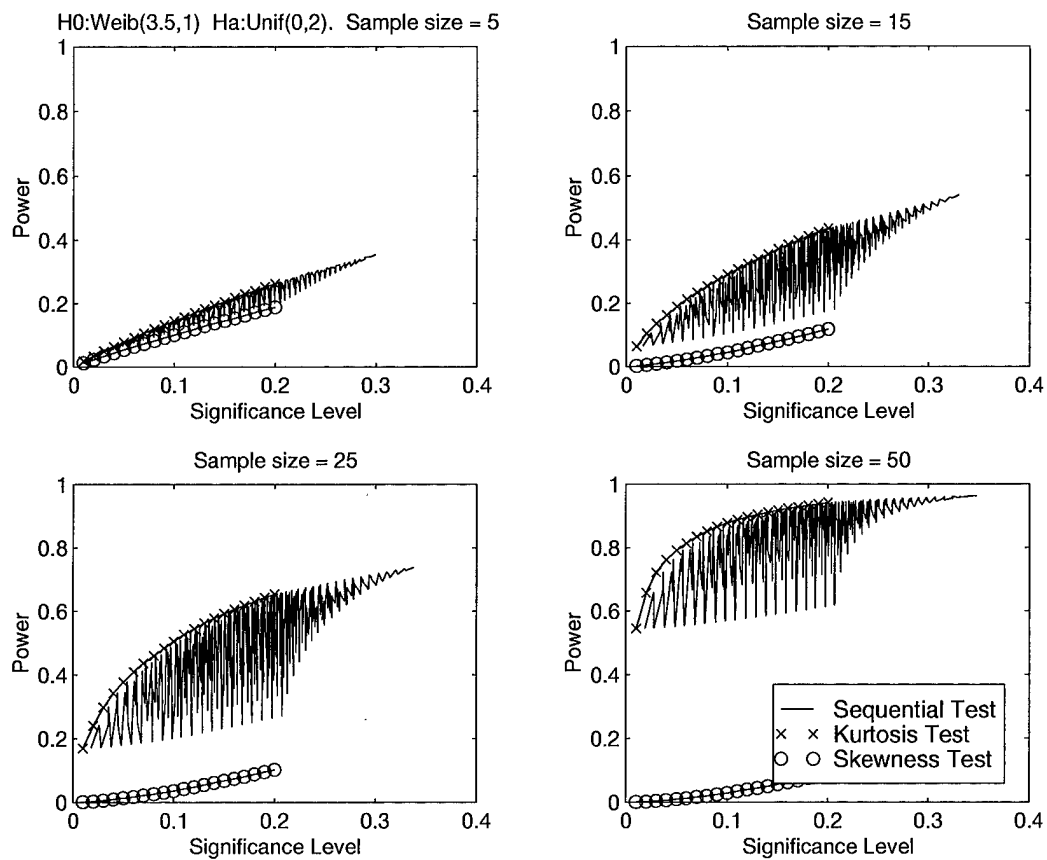 H0:Weib(3.5,1) Ha:Unif(0,2). Sample size = 5
1
0.8
0.6
0.4
0.2
0
Power
0 0.1 0.2 0.3 0.4
Significance Level
Sample size = 15
1
0.8
0.6
0.4
0.2
0
Power
0 0.1 0.2 0.3 0.4
Significance Level
Sample size = 25
1
0.8
0.6
0.4
0.2
0
Power
0 0.1 0.2 0.3 0.4
Significance Level
Sample size = 50
1
0.8
0.6
0.4
0.2
0
Power
Sequential Test
Kurtosis Test
Skewness Test
0 0.1 0.2 0.3 0.4
Significance Level